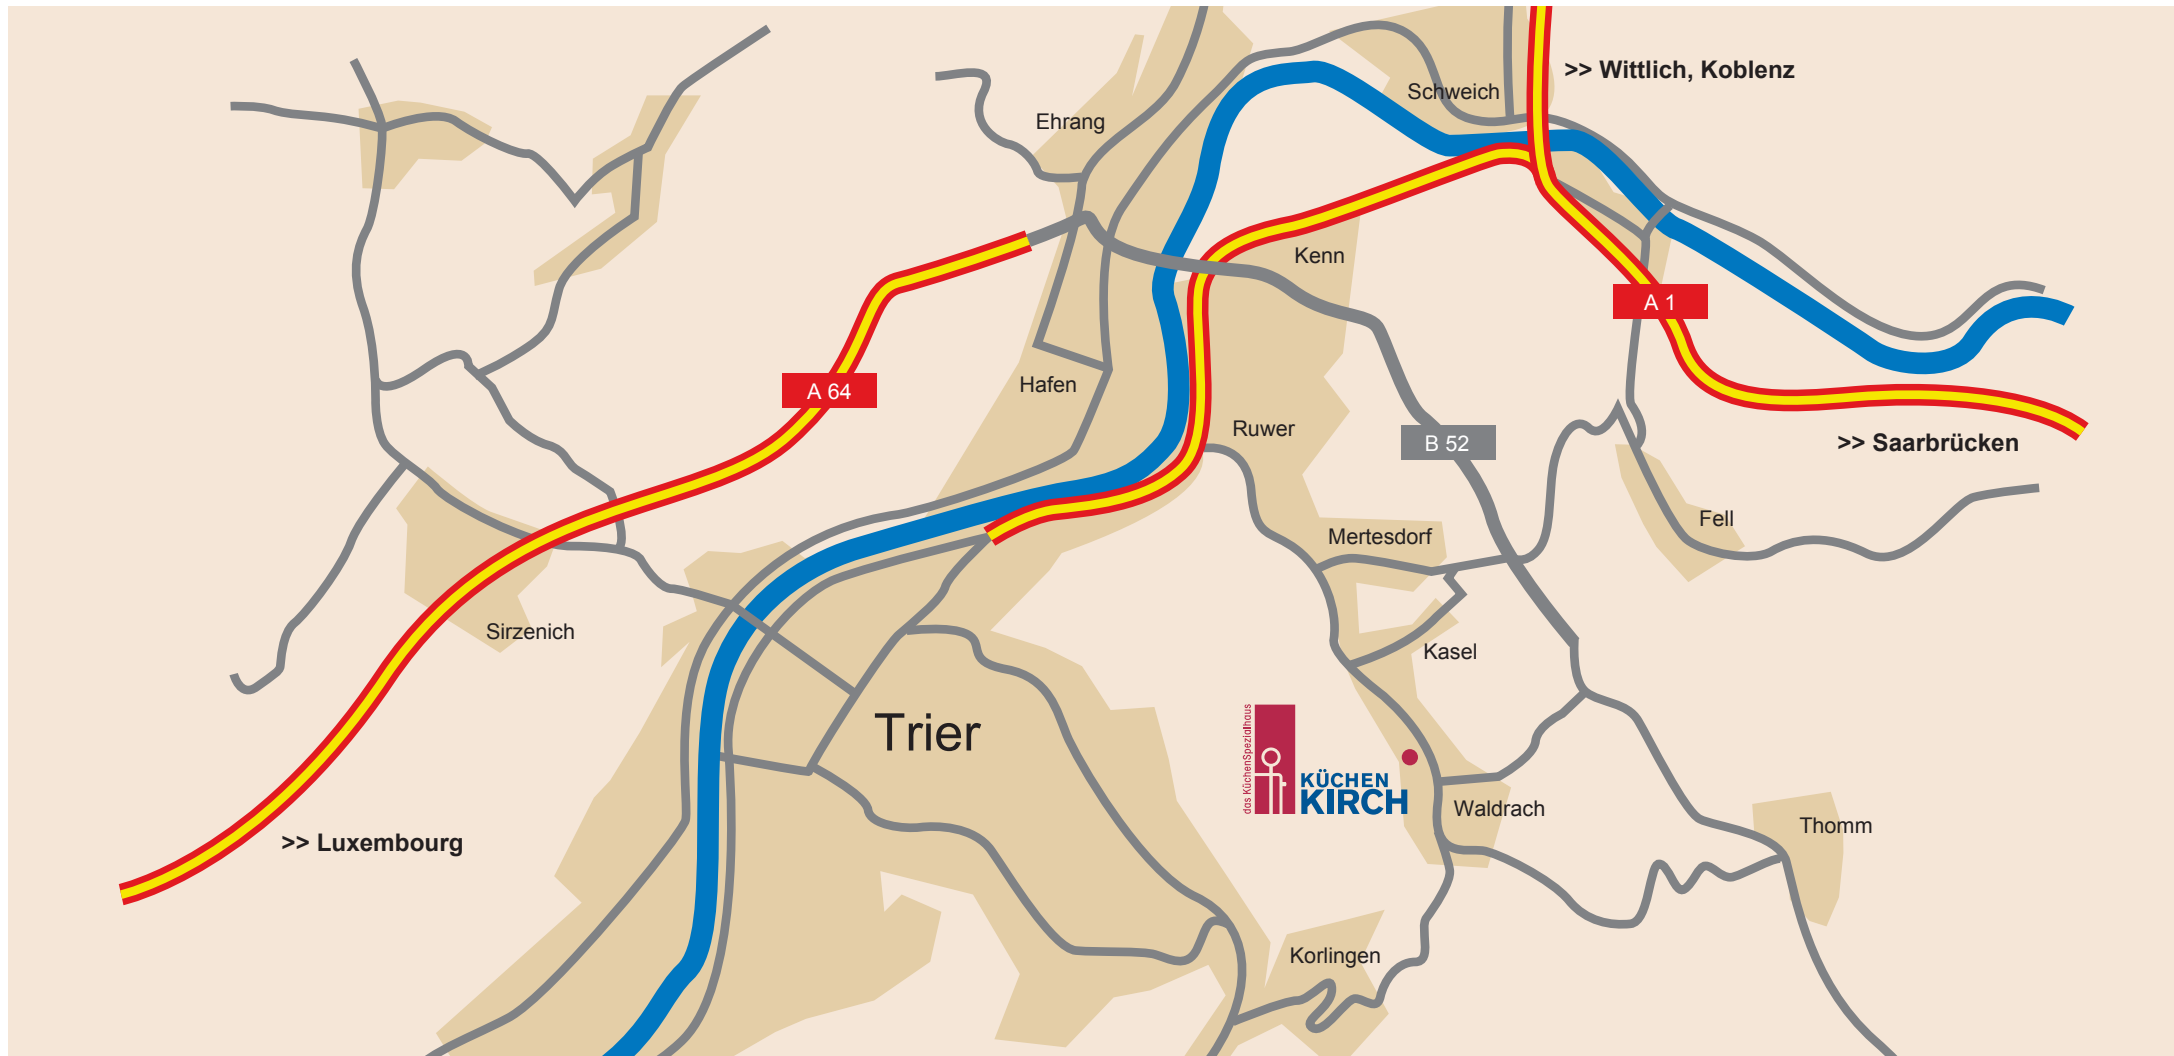 >> Wittlich, Koblenz
Schweich
Ehrang
Kenn
A 1
Hafen
A 64
Ruwer
B 52
>> Saarbrücken
Fell
Mertesdorf
Sirzenich
Kasel
Trier
das KüchenSpezialhaus
KÜCHEN
KIRCH
Waldrach
Thomm
>> Luxembourg
Korlingen